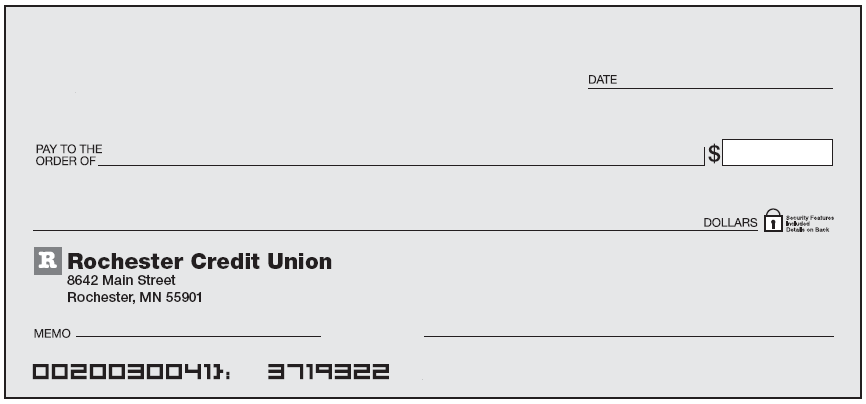 DATE
PAY TO THE
ORDER OF
$
DOLLARS
Security Features
Included
Details on Back
R
Rochester Credit Union
8642 Main Street
Rochester, MN 55901
MEMO
0020030041 3719322